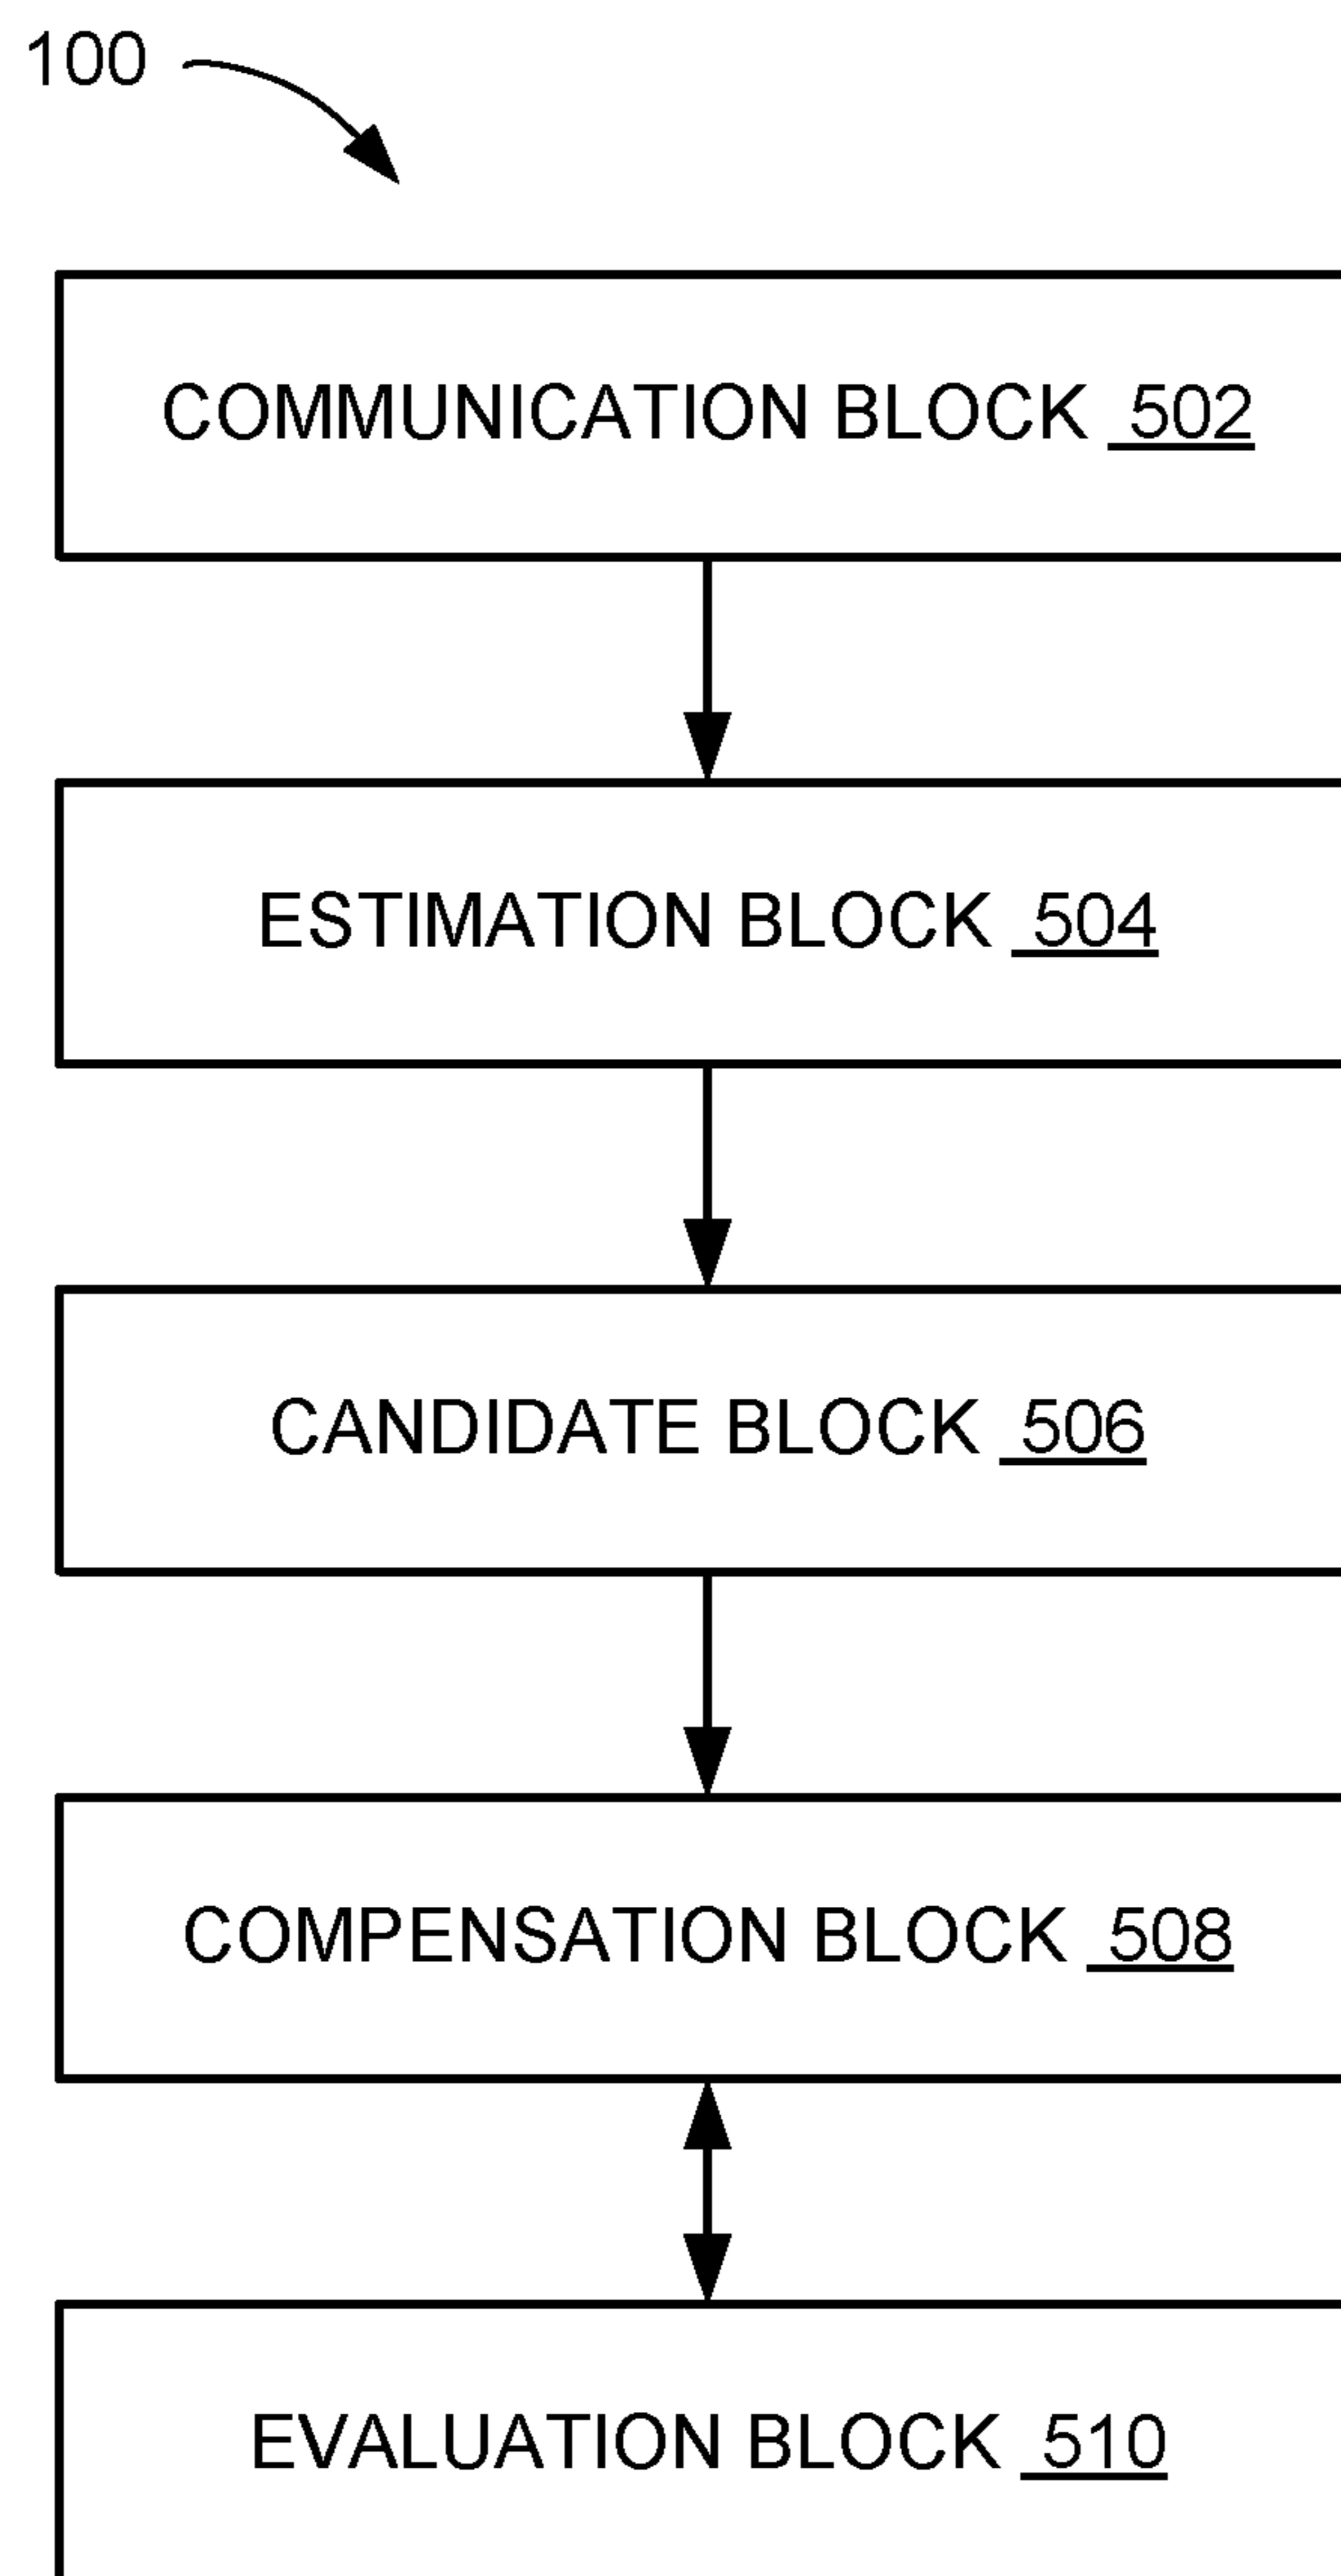 100
COMMUNICATION BLOCK 502
ESTIMATION BLOCK 504
CANDIDATE BLOCK 506
COMPENSATION BLOCK 508
EVALUATION BLOCK 510